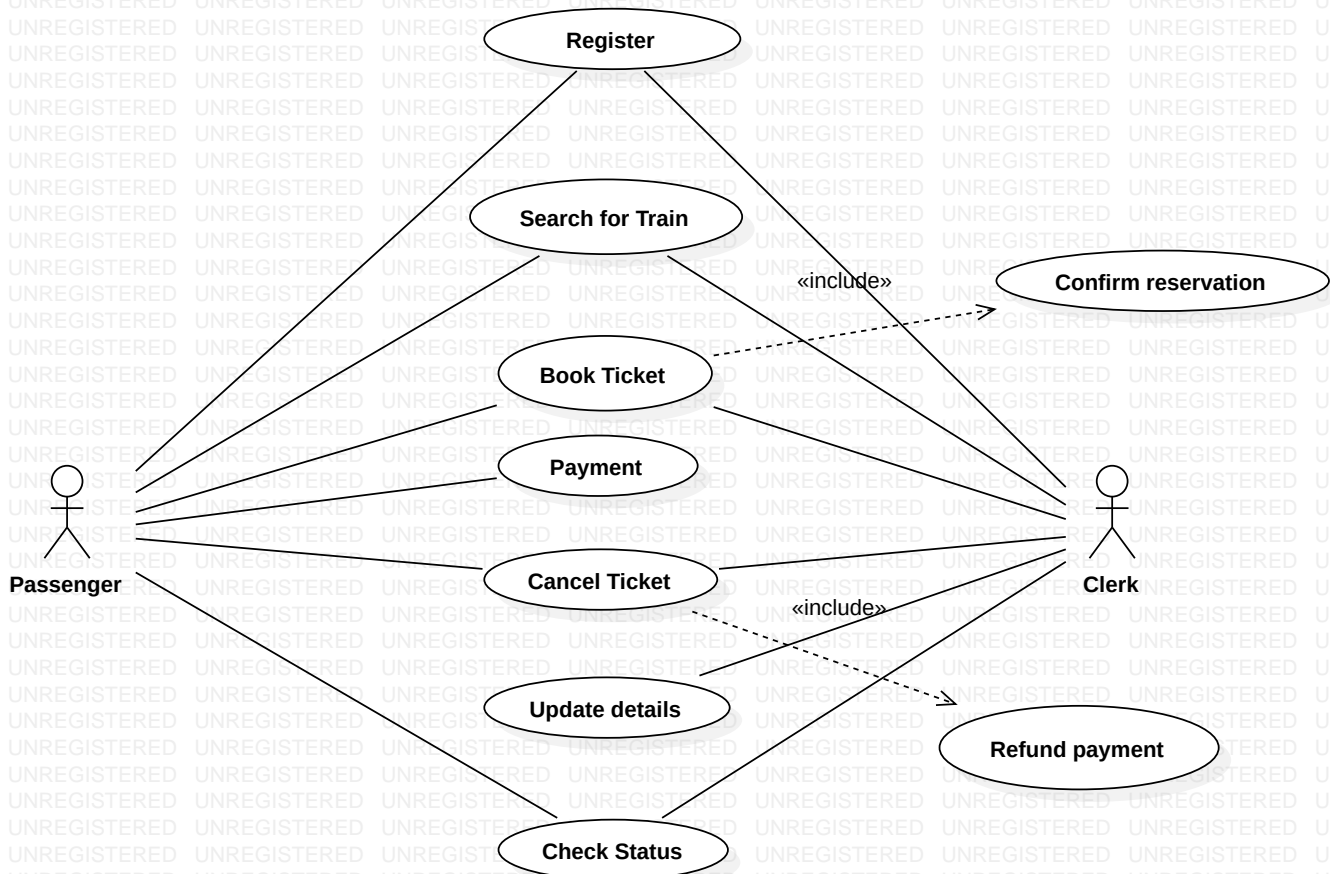 Register
Search for Train
«include»
Confirm reservation
Book Ticket
Payment
Passenger
Cancel Ticket
Clerk
«include»
Update details
Refund payment
Check Status
UNREGISTERED